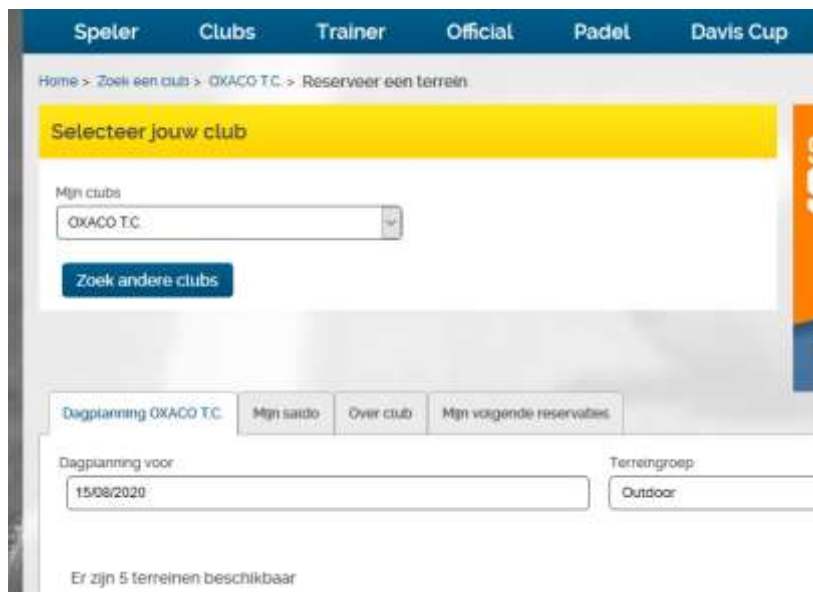 Speler Clubs Trainer Official Padel Davis Cup
Home > Zoek een club > OXACO T.C. > Reserveer een terrein
Selecteer jouw club
Mijn clubs
OXACO T.C.
Zoek andere clubs
Dagplanning OXACO T.C. Mijn saldo Over club Mijn volgende reservaties
Dagplanning voor Terreingroep
15/08/2020 Outdoor
Er zijn 5 terreinen beschikbaar